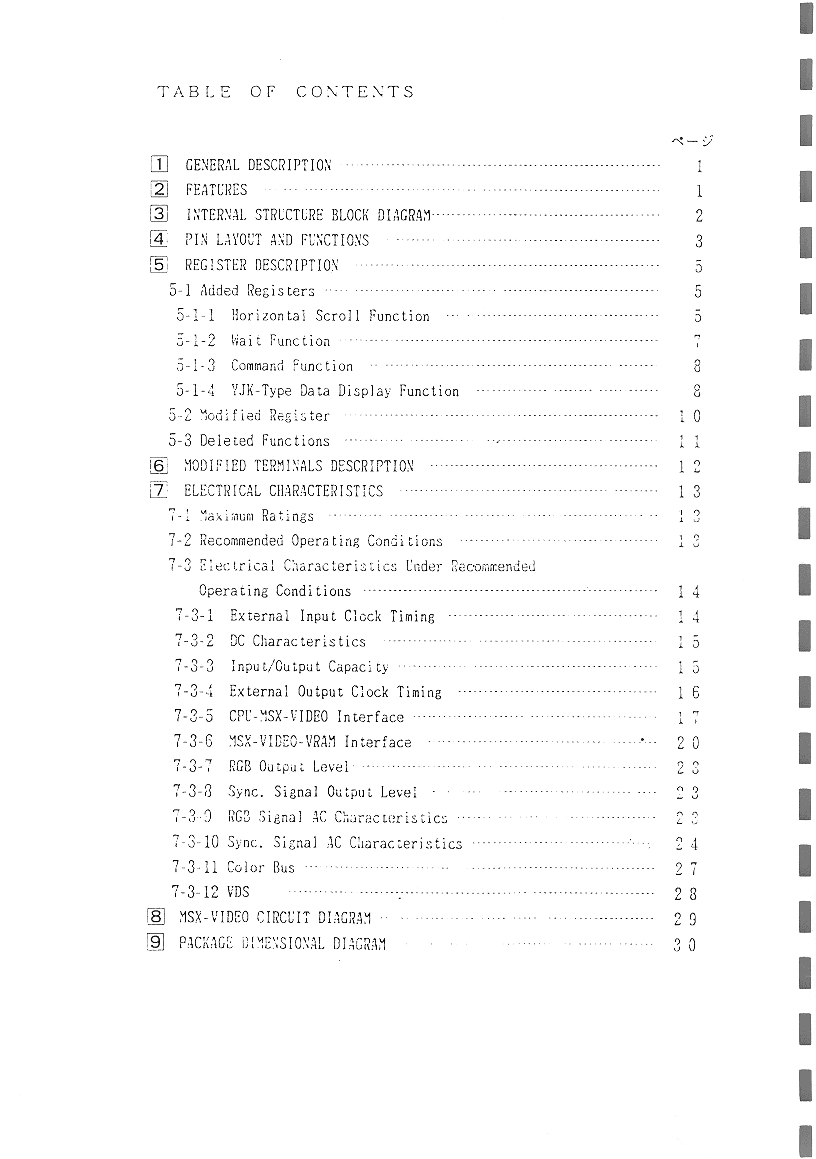 TABLE OF CONTENTS
ページ
1 GENERAL DESCRIPTION 1
2 FEATURES 1
3 INTERNAL STRUCTURE BLOCK DIAGRAM 2
4 PIN LAYOUT AND FUNCTIONS 3
5 REGISTER DESCRIPTION 5
5-1 Added Registers 5
5-1-1 Horizontal Scroll Function 5
5-1-2 Wait Function 7
5-1-3 Command Function 8
5-1-4 YJK-Type Data Display Function 8
5-2 Modified Register 10
5-3 Deleted Functions 11
6 MODIFIED TERMINALS DESCRIPTION 12
7 ELECTRICAL CHARACTERISTICS 13
7-1 Maximum Ratings 13
7-2 Recommended Operating Conditions 13
7-3 Electrical Characteristics Under Recommended
Operating Conditions 14
7-3-1 External Input Clock Timing 14
7-3-2 DC Characteristics 15
7-3-3 Input/Output Capacity 15
7-3-4 External Output Clock Timing 16
7-3-5 CPU-MSX-VIDEO Interface 17
7-3-6 MSX-VIDEO-VRAM Interface 20
7-3-7 RGB Output Level 23
7-3-8 Sync. Signal Output Level 23
7-3-9 RGB Signal AC Characteristics 23
7-3-10 Sync. Signal AC Characteristics 24
7-3-11 Color Bus 27
7-3-12 VDS 28
8 MSX-VIDEO CIRCUIT DIAGRAM 29
9 PACKAGE DIMENSIONAL DIAGRAM 30